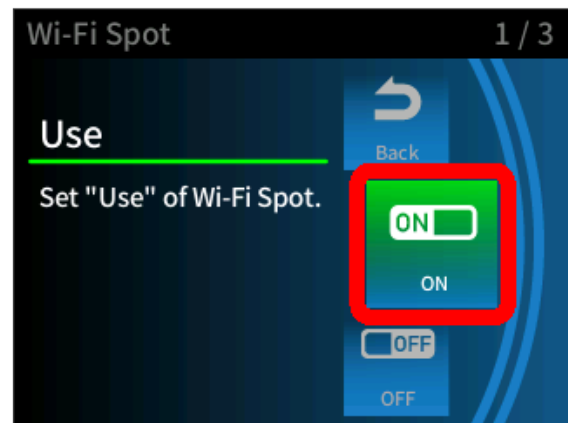 Wi-Fi Spot 1 / 3
Back
Use
Set "Use" of Wi-Fi Spot.
ON
ON
OFF
OFF